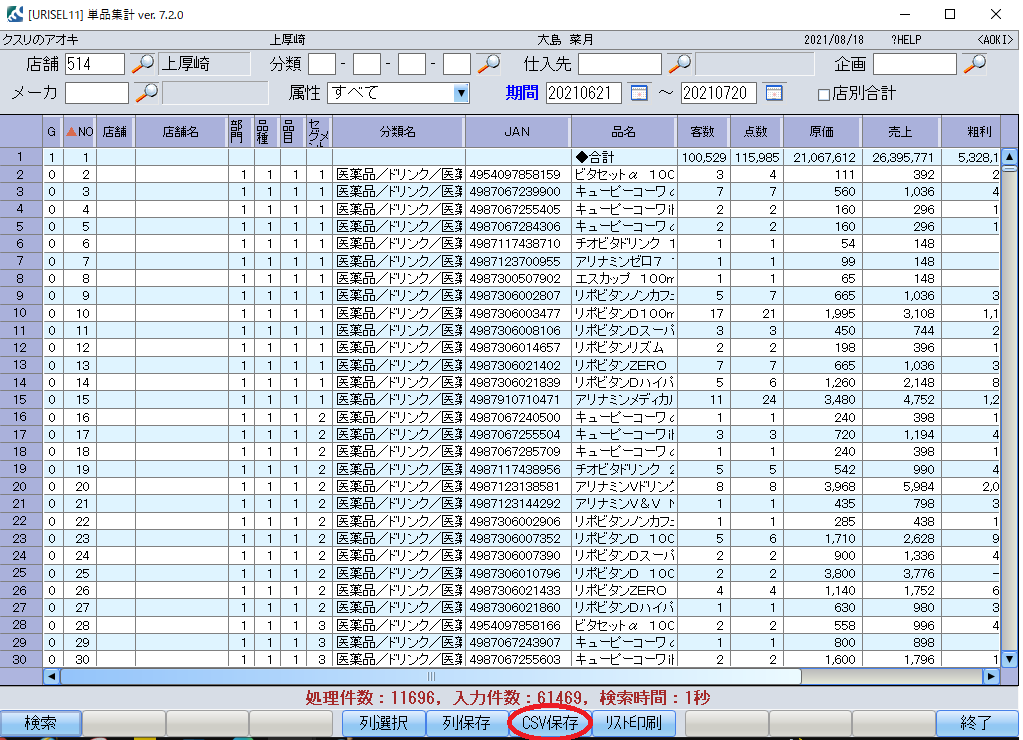 [URISEL11] 単品集計 ver. 7.2.0
クスリのアオキ 上厚崎 大島 菜月 2021/08/18 ?HELP <AOKI>
店舗 514 上厚崎 分類 - - - 仕入先 企画
メーカ 属性 すべて 期間 20210621 ～ 20210720 店別合計
G ▲NO 店舗 店舗名 部門 品種 品目 セグメント 分類名 JAN 品名 客数 点数 原価 売上 粗利
1 1 1 ◆合計 100,529 115,985 21,067,612 26,395,771 5,328,1
2 0 2 1 1 1 医薬品／ドリンク／医薬 4954097858159 ビタセットα 100 3 4 111 392 2
3 0 3 1 1 1 医薬品／ドリンク／医薬 4987067239900 キューピーコーワα 7 7 560 1,036 4
4 0 4 1 1 1 医薬品／ドリンク／医薬 4987067255405 キューピーコーワi 2 2 160 296 1
5 0 5 1 1 1 医薬品／ドリンク／医薬 4987067284306 キューピーコーワα 2 2 160 296 1
6 0 6 1 1 1 医薬品／ドリンク／医薬 4987117438710 チオビタドリンク 1 1 1 54 148
7 0 7 1 1 1 医薬品／ドリンク／医薬 4987123700955 アリナミンゼロ7 1 1 99 148
8 0 8 1 1 1 医薬品／ドリンク／医薬 4987300507902 エスカップ 100m 1 1 65 148
9 0 9 1 1 1 医薬品／ドリンク／医薬 4987306002807 リポビタンノンカフェ 5 7 665 1,036 3
10 0 10 1 1 1 医薬品／ドリンク／医薬 4987306003477 リポビタンD100m 17 21 1,995 3,108 1,1
11 0 11 1 1 1 医薬品／ドリンク／医薬 4987306008106 リポビタンDスーパ 3 3 450 744 2
12 0 12 1 1 1 医薬品／ドリンク／医薬 4987306014657 リポビタンリズム 2 2 198 396 1
13 0 13 1 1 1 医薬品／ドリンク／医薬 4987306021402 リポビタンZERO 7 7 665 1,036 3
14 0 14 1 1 1 医薬品／ドリンク／医薬 4987306021839 リポビタンDハイパ 5 6 1,260 2,148 8
15 0 15 1 1 1 医薬品／ドリンク／医薬 4987910710471 アリナミンメディカル 11 24 3,480 4,752 1,2
16 0 16 1 1 2 医薬品／ドリンク／医薬 4987067240500 キューピーコーワα 1 1 240 398 1
17 0 17 1 1 2 医薬品／ドリンク／医薬 4987067255504 キューピーコーワi 3 3 720 1,194 4
18 0 18 1 1 2 医薬品／ドリンク／医薬 4987067285709 キューピーコーワα 1 1 240 398 1
19 0 19 1 1 2 医薬品／ドリンク／医薬 4987117438956 チオビタドリンク 2 5 5 542 990 4
20 0 20 1 1 2 医薬品／ドリンク／医薬 4987123138581 アリナミンVドリンク 8 8 3,968 5,984 2,0
21 0 21 1 1 2 医薬品／ドリンク／医薬 4987123144292 アリナミンV&V N 1 1 435 798 3
22 0 22 1 1 2 医薬品／ドリンク／医薬 4987306002906 リポビタンノンカフェ 1 1 285 438 1
23 0 23 1 1 2 医薬品／ドリンク／医薬 4987306007352 リポビタンD 100 5 6 1,710 2,628 9
24 0 24 1 1 2 医薬品／ドリンク／医薬 4987306007390 リポビタンDスーパ 2 2 900 1,336 4
25 0 25 1 1 2 医薬品／ドリンク／医薬 4987306010796 リポビタンD 100 2 2 3,800 3,776 -
26 0 26 1 1 2 医薬品／ドリンク／医薬 4987306021433 リポビタンZERO 4 4 1,140 1,752 6
27 0 27 1 1 2 医薬品／ドリンク／医薬 4987306021860 リポビタンDハイパ 1 1 630 980 3
28 0 28 1 1 3 医薬品／ドリンク／医薬 4954097858166 ビタセットα 100 2 2 558 996 4
29 0 29 1 1 3 医薬品／ドリンク／医薬 4987067243907 キューピーコーワα 1 1 800 898
30 0 30 1 1 3 医薬品／ドリンク／医薬 4987067255603 キューピーコーワi 2 2 1,600 1,796 1
処理件数：11696, 入力件数：61469, 検索時間：1秒
検索 列選択 列保存 CSV保存 リスト印刷 終了